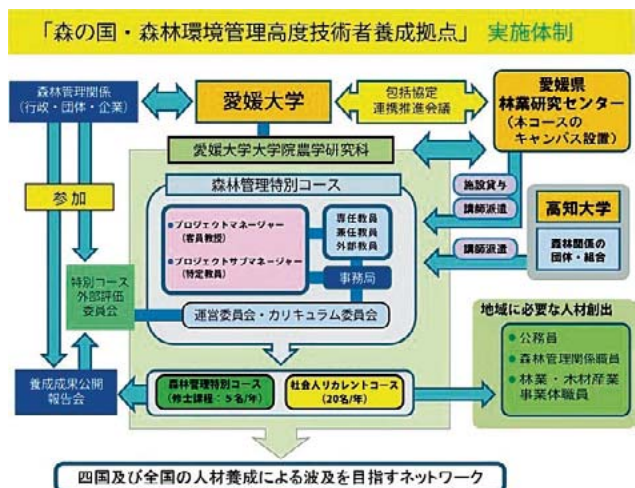 「森の国・森林環境管理高度技術者養成拠点」 実施体制
森林管理関係
(行政・団体・企業)
愛媛大学
包括協定
連携推進会議
愛媛県
林業研究センター
(本コースの
キャンパス設置)
愛媛大学大学院農学研究科
参加
森林管理特別コース
施設貸与
講師派遣
●プロジェクトマネージャー
(客員教授)
●プロジェクトサブマネージャー
(特定教員)
専任教員
兼任教員
外部教員
事務局
高知大学
森林関係の
団体・組合
講師派遣
特別コース
外部評価
委員会
運営委員会・カリキュラム委員会
地域に必要な人材創出
●公務員
●森林管理関係職員
●林業・木材産業
事業体職員
養成成果公開
報告会
森林管理特別コース
(修士課程:5名/年)
社会人リカレントコース
(20名/年)
四国及び全国の人材養成による波及を目指すネットワーク